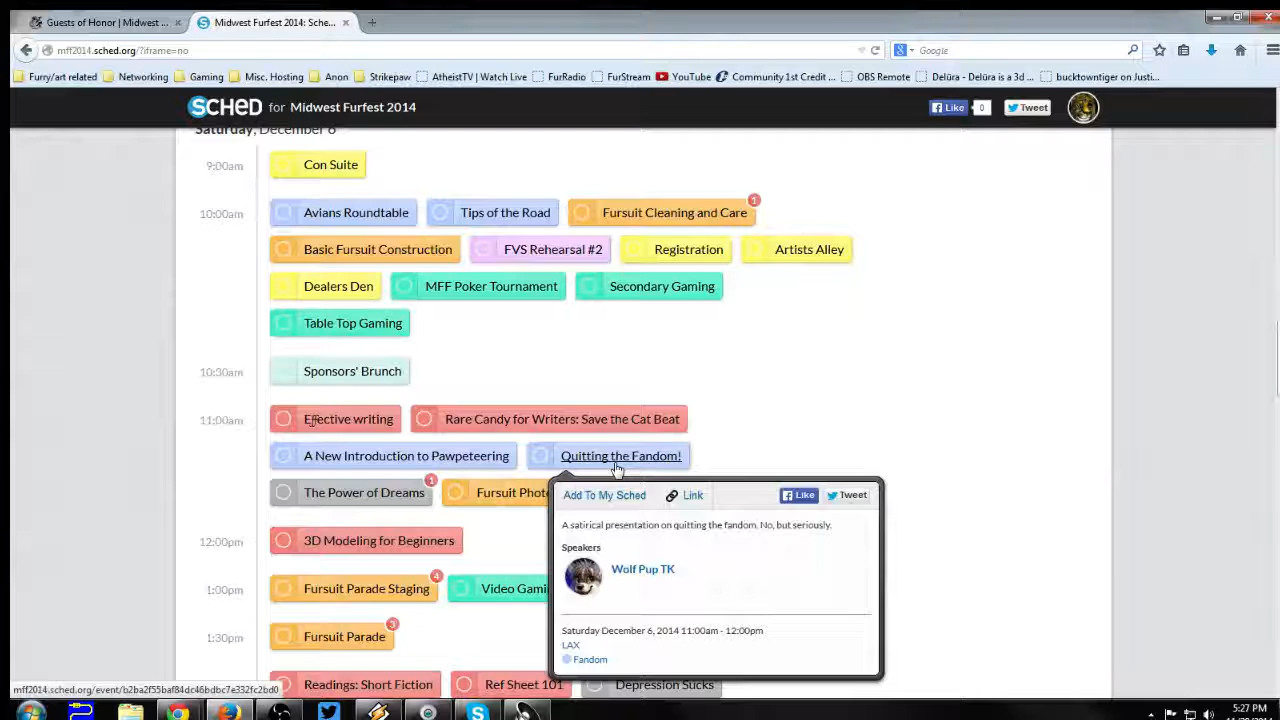 Guests of Honor | Midwest ... × Midwest Furfest 2014: Sche... × +
mff2014.sched.org/?iframe=no Google
Furry/art related Networking Gaming Misc. Hosting Anon Strikepaw AtheistTV | Watch Live FurRadio FurStream YouTube Community 1st Credit ... OBS Remote Delúra - Delúra is a 3d ... bucktowntiger on Justi...
SCHED for Midwest Furfest 2014 Like 0 Tweet
Saturday, December 6
9:00am Con Suite
10:00am Avians Roundtable Tips of the Road Fursuit Cleaning and Care 1
Basic Fursuit Construction FVS Rehearsal #2 Registration Artists Alley
Dealers Den MFF Poker Tournament Secondary Gaming
Table Top Gaming
10:30am Sponsors' Brunch
11:00am Effective writing Rare Candy for Writers: Save the Cat Beat
A New Introduction to Pawpeteering Quitting the Fandom!
The Power of Dreams 1 Fursuit Phot
Add To My Sched Link Like Tweet
A satirical presentation on quitting the fandom. No, but seriously.
Speakers
Wolf Pup TK
Saturday December 6, 2014 11:00am - 12:00pm
LAX
Fandom
12:00pm 3D Modeling for Beginners
1:00pm Fursuit Parade Staging 4 Video Gami
1:30pm Fursuit Parade 3
Readings: Short Fiction Ref Sheet 101 Depression Sucks
mff2014.sched.org/event/b2ba2f55baf84dc46bdbc7e332fc2bd0
5:27 PM